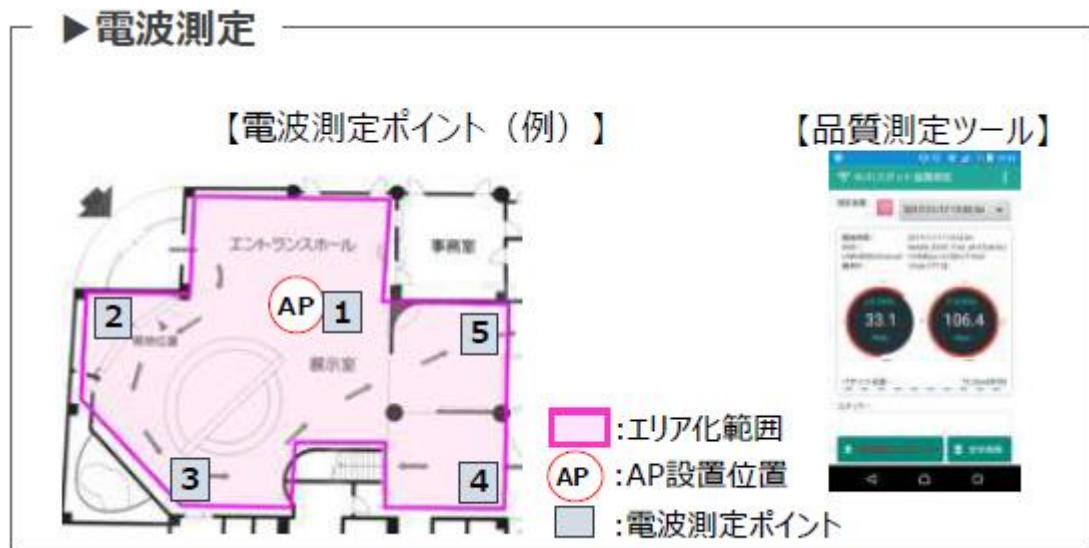 ▶電波測定
【電波測定ポイント（例）】
【品質測定ツール】
エントランスホール
事務室
AP
1
2
5
展示室
3
4
33.1
106.4
:エリア化範囲
AP
:AP設置位置
:電波測定ポイント